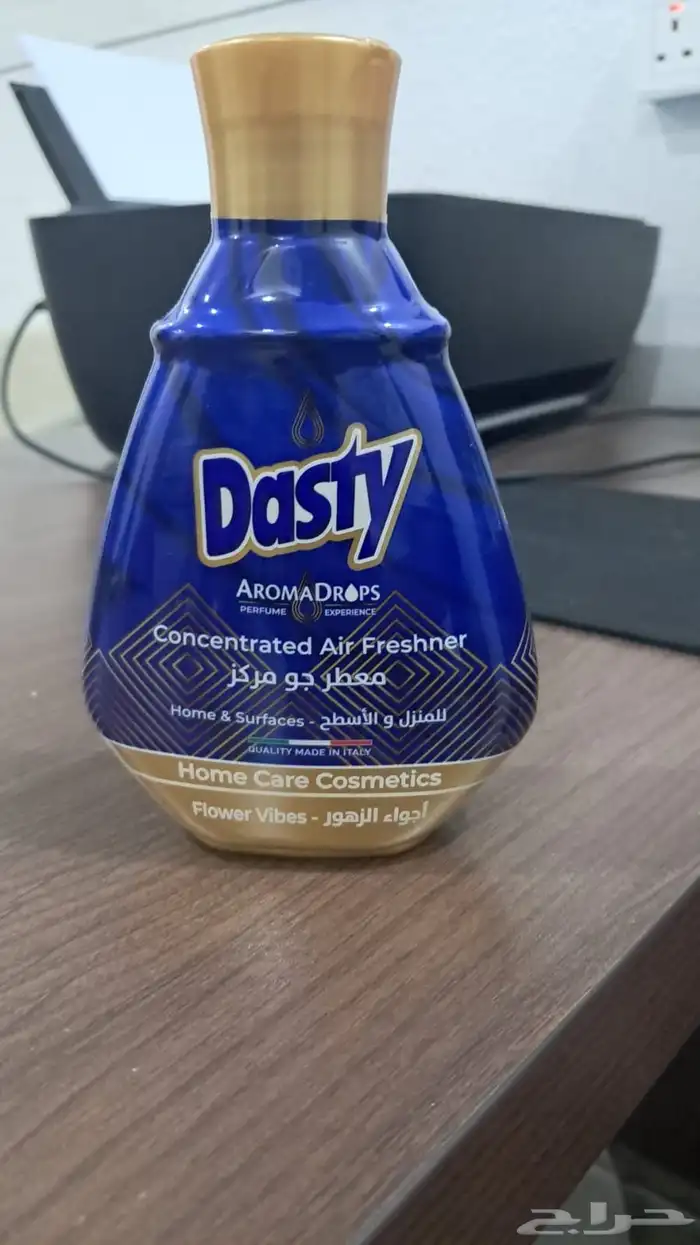 Dasty
AROMADROPS
PERFUME EXPERIENCE
Concentrated Air Freshner
معطر جو مركز
Home & Surfaces - للمنزل و الأسطح
QUALITY MADE IN ITALY
Home Care Cosmetics
Flower Vibes - أجواء الزهور
حراج